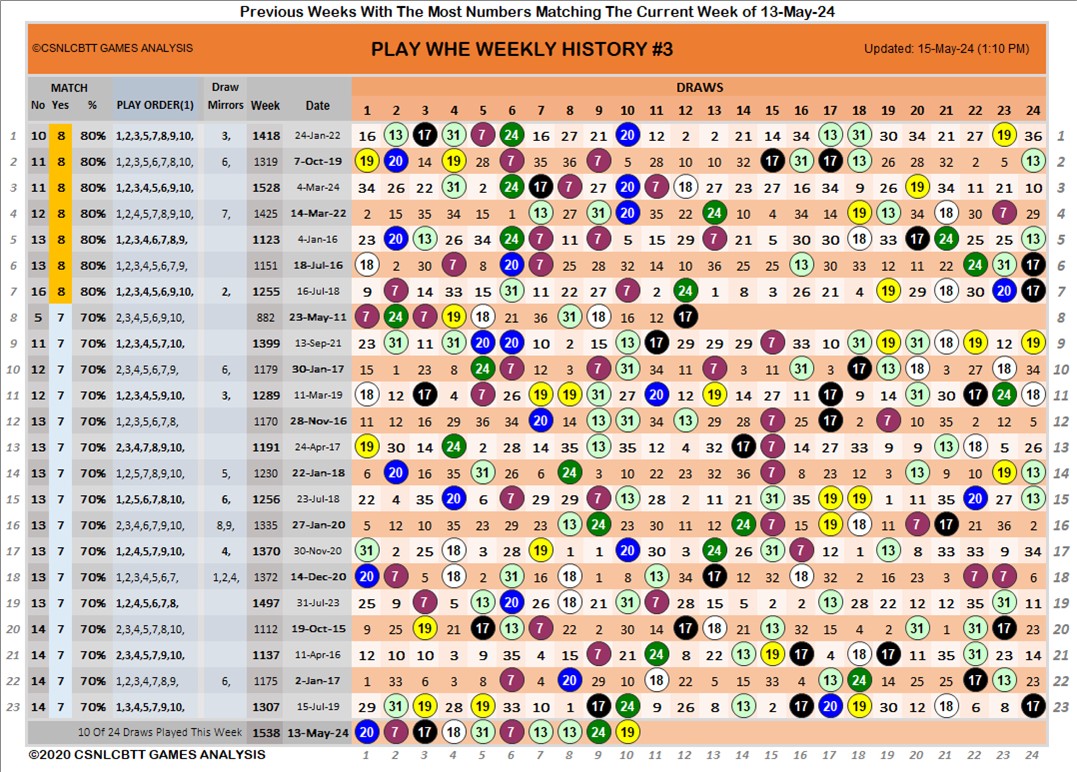 Previous Weeks With The Most Numbers Matching The Current Week of 13-May-24
©CSNLCBTT GAMES ANALYSIS PLAY WHE WEEKLY HISTORY #3 Updated: 15-May-24 (1:10 PM)
MATCH Draw DRAWS
No Yes % PLAY ORDER(1) Mirrors Week Date 1 2 3 4 5 6 7 8 9 10 11 12 13 14 15 16 17 18 19 20 21 22 23 24
1 10 8 80% 1,2,3,5,7,8,9,10, 3, 1418 24-Jan-22 16 13 17 31 7 24 16 27 21 20 12 2 2 21 14 34 13 31 30 34 21 27 19 36 1
2 11 8 80% 1,2,3,5,6,7,8,10, 6, 1319 7-Oct-19 19 20 14 19 28 7 35 36 7 5 28 10 10 32 17 31 17 13 26 28 32 2 5 13 2
3 11 8 80% 1,2,3,4,5,6,9,10, 1528 4-Mar-24 34 26 22 31 2 24 17 7 27 20 7 18 27 23 27 16 34 9 26 19 34 11 21 10 3
4 12 8 80% 1,2,4,5,7,8,9,10, 7, 1425 14-Mar-22 2 15 35 34 15 1 13 27 31 20 35 22 24 10 4 34 14 19 13 34 18 30 7 29 4
5 13 8 80% 1,2,3,4,6,7,8,9, 1123 4-Jan-16 23 20 13 26 34 24 7 11 7 5 15 29 7 21 5 30 30 18 33 17 24 25 25 13 5
6 13 8 80% 1,2,3,4,5,6,7,9, 1151 18-Jul-16 18 2 30 7 8 20 7 25 28 32 14 10 36 25 25 13 30 33 12 11 22 24 31 17 6
7 16 8 80% 1,2,3,4,5,6,9,10, 2, 1255 16-Jul-18 9 7 14 33 15 31 11 22 27 7 2 24 1 8 3 26 21 4 19 29 18 30 20 17 7
8 5 7 70% 2,3,4,5,6,9,10, 882 23-May-11 7 24 7 19 18 21 36 31 18 16 12 17 8
9 11 7 70% 1,2,3,4,5,7,10, 1399 13-Sep-21 23 31 11 31 20 20 10 2 15 13 17 29 29 29 7 33 10 31 19 31 18 19 12 19 9
10 12 7 70% 2,3,4,5,6,7,9, 6, 1179 30-Jan-17 15 1 23 8 24 7 12 3 7 31 34 11 7 3 11 31 3 17 13 18 3 27 18 34 10
11 12 7 70% 1,2,3,4,5,9,10, 3, 1289 11-Mar-19 18 12 17 4 7 26 19 19 31 27 20 12 19 14 27 11 17 9 14 31 30 17 24 18 11
12 12 7 70% 1,2,3,5,6,7,8, 1170 28-Nov-16 11 12 16 29 36 34 20 14 13 31 34 13 29 28 7 2 17 2 7 10 35 2 12 5 12
13 13 7 70% 2,3,4,7,8,9,10, 1191 24-Apr-17 19 30 14 24 2 28 14 35 13 35 12 4 32 17 7 14 27 33 9 9 13 18 5 26 13
14 13 7 70% 1,2,5,7,8,9,10, 5, 1230 22-Jan-18 6 20 16 35 31 26 6 24 3 10 22 23 32 36 7 8 23 12 3 13 9 10 19 13 14
15 13 7 70% 1,2,5,6,7,8,10, 6, 1256 23-Jul-18 22 4 35 20 6 7 29 29 7 13 28 2 11 21 31 15 19 19 1 11 35 20 27 13 15
16 13 7 70% 2,3,4,6,7,9,10, 8,9, 1335 27-Jan-20 5 12 10 35 23 29 23 13 24 23 30 11 12 24 7 15 19 18 11 7 17 21 36 2 16
17 13 7 70% 1,2,4,5,7,9,10, 4, 1370 30-Nov-20 31 2 25 18 3 28 19 1 1 20 30 3 24 26 31 7 12 1 13 8 33 33 9 34 17
18 13 7 70% 1,2,3,4,5,6,7, 1,2,4, 1372 14-Dec-20 20 7 5 18 2 31 16 18 1 8 13 34 17 12 32 18 32 2 16 23 3 7 7 6 18
19 13 7 70% 1,2,4,5,6,7,8, 1497 31-Jul-23 25 9 7 5 13 20 26 18 21 31 7 28 15 5 2 2 13 28 22 12 12 35 31 11 19
20 14 7 70% 2,3,4,5,7,8,10, 1112 19-Oct-15 9 25 19 21 17 13 7 22 2 30 14 17 18 21 13 32 15 4 2 31 1 31 17 23 20
21 14 7 70% 2,3,4,5,7,9,10, 1137 11-Apr-16 12 10 10 3 9 35 4 15 7 21 24 8 22 13 19 17 4 18 17 11 35 31 23 14 21
22 14 7 70% 1,2,3,4,7,8,9, 6, 1175 2-Jan-17 1 33 6 3 8 7 4 20 29 10 18 22 5 15 33 4 13 24 14 25 25 17 13 23 22
23 14 7 70% 1,3,4,5,7,9,10, 1307 15-Jul-19 29 31 19 28 19 33 10 1 17 24 9 26 8 13 2 17 20 19 30 12 18 6 8 17 23
10 Of 24 Draws Played This Week 1538 13-May-24 20 7 17 18 31 7 13 13 24 19
©2020 CSNLCBTT GAMES ANALYSIS 1 2 3 4 5 6 7 8 9 10 11 12 13 14 15 16 17 18 19 20 21 22 23 24